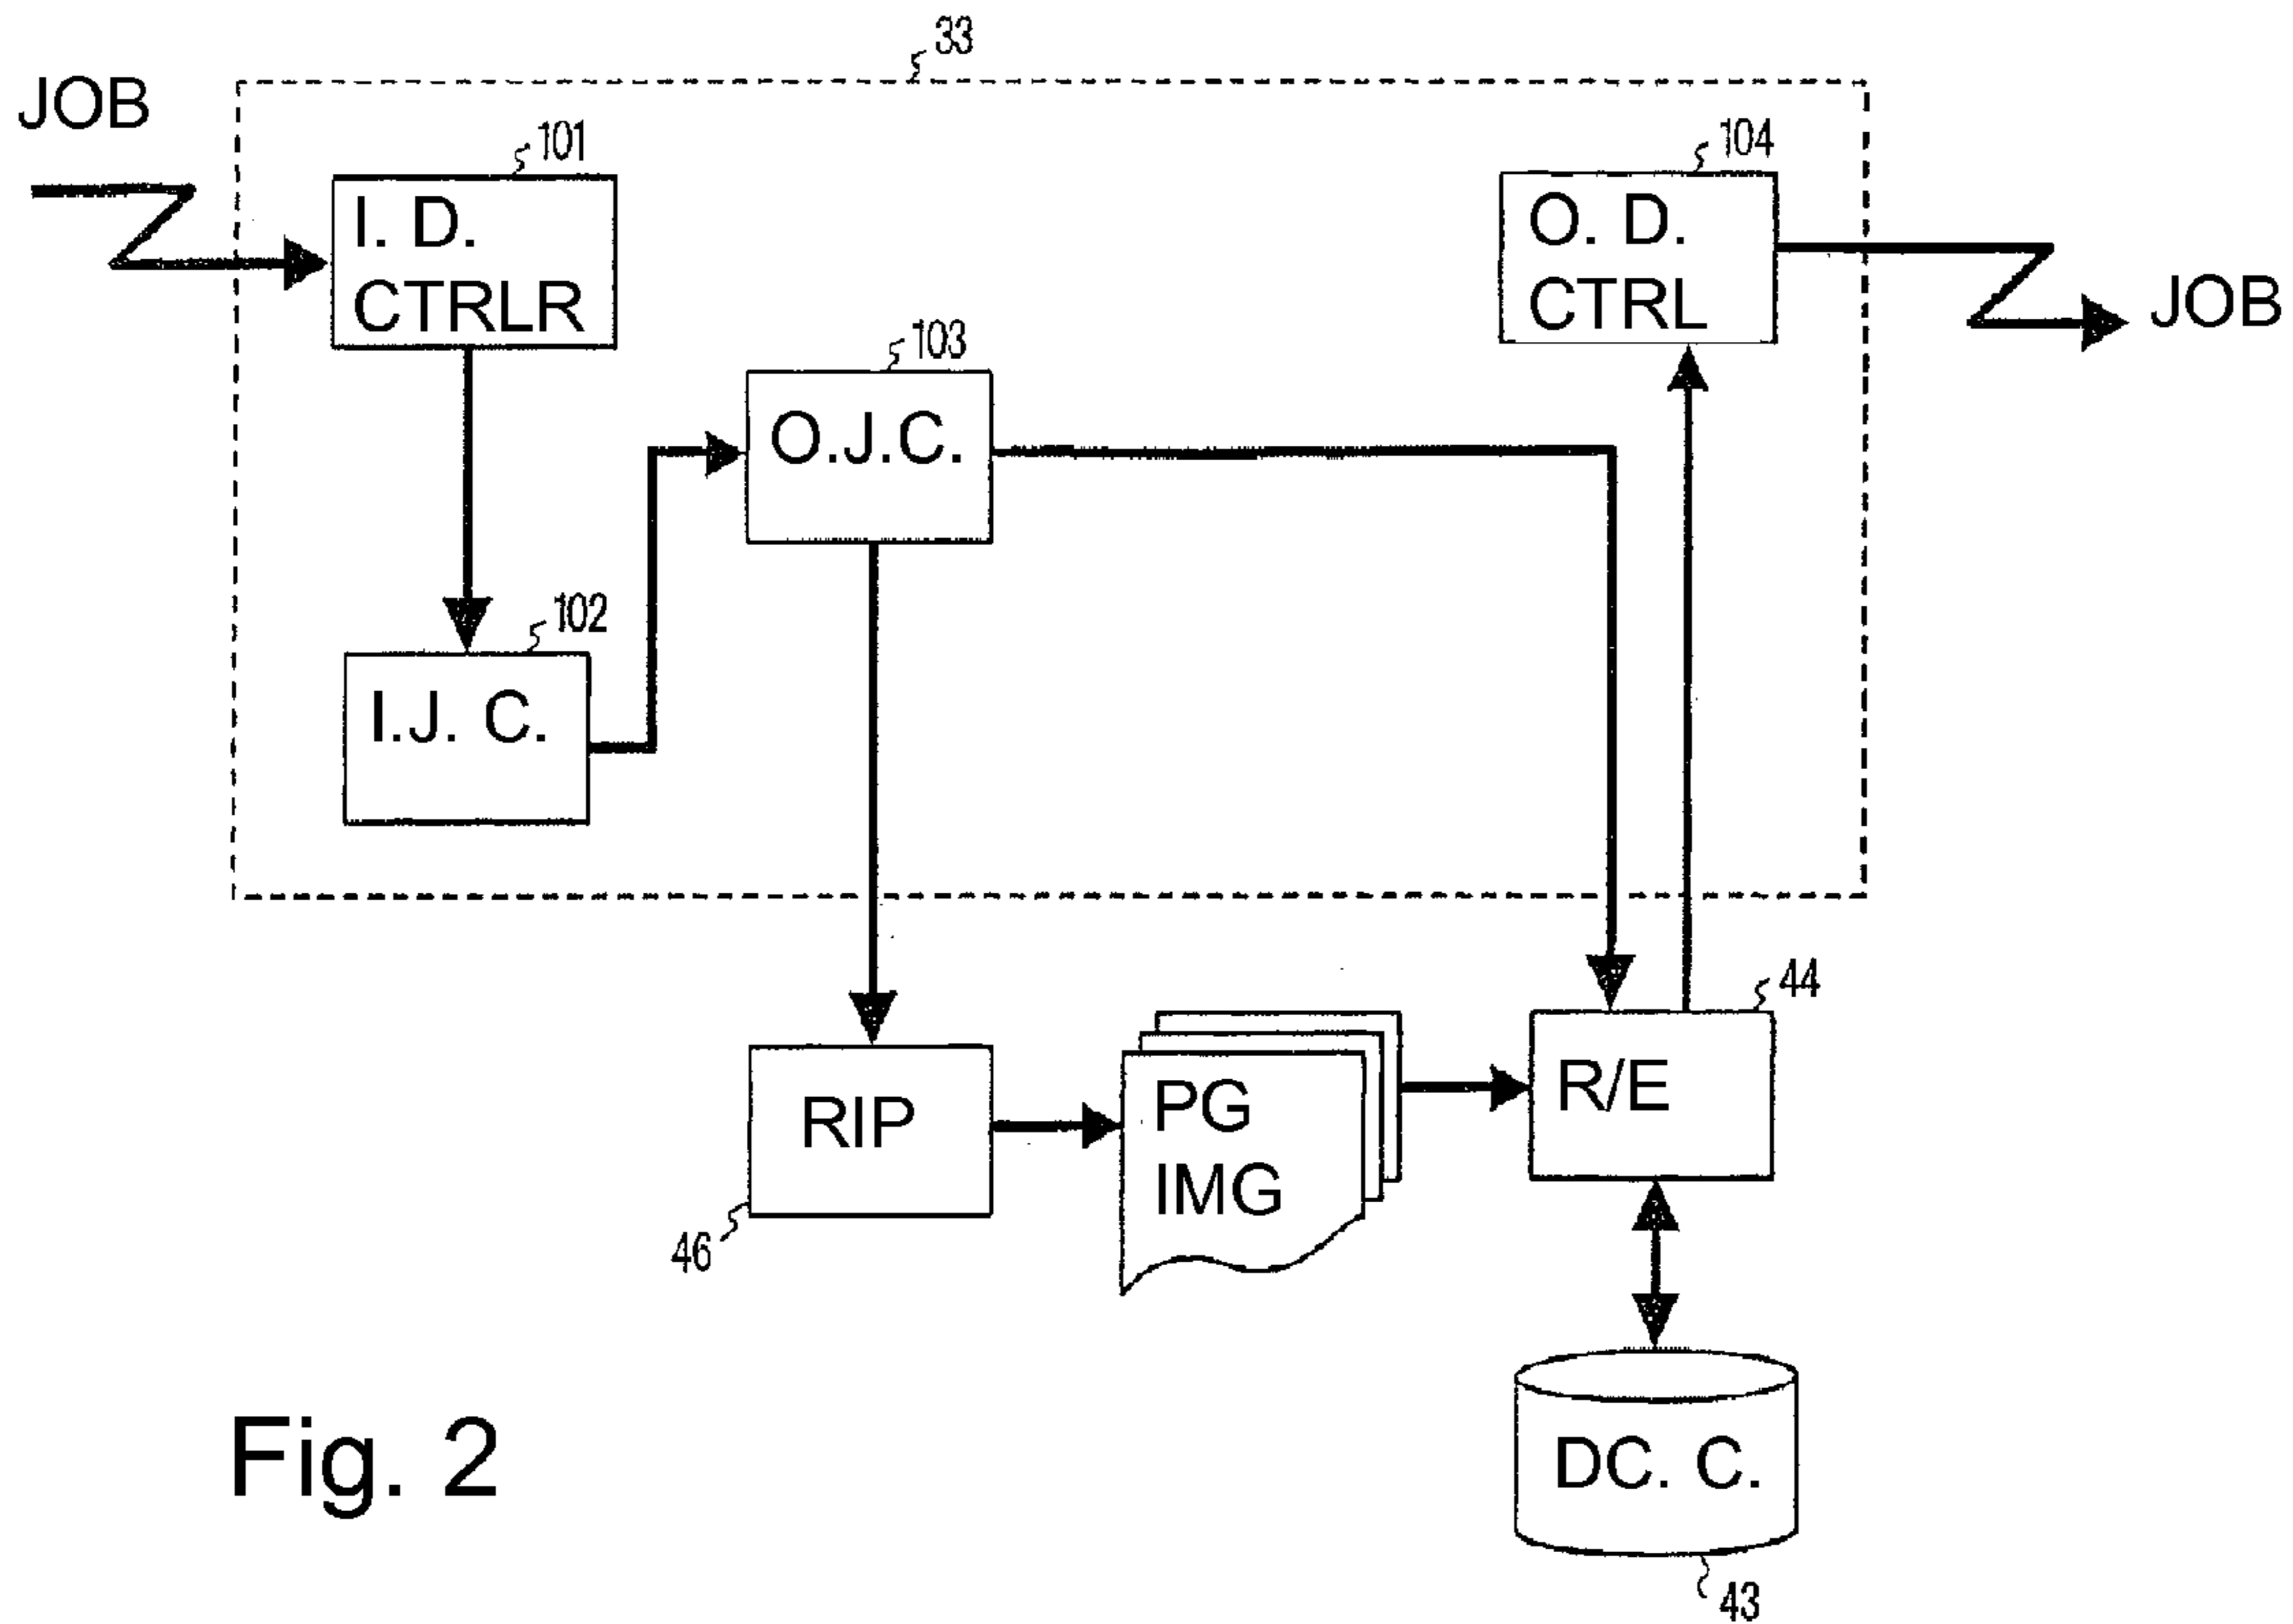 33
JOB
101
I. D.
CTRLR
104
O. D.
CTRL
JOB
103
O.J.C.
102
I.J. C.
44
R/E
RIP
46
PG
IMG
DC. C.
43
Fig. 2